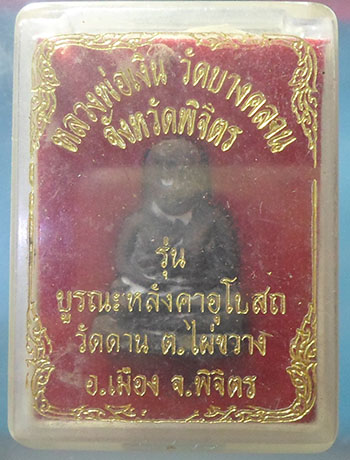 หลวงพ่อเงิน วัดบางคลาน
จังหวัดพิจิตร
รุ่น
บูรณะหลังคาอุโบสถ
วัดดาน ต.ไผ่ขวาง
อ.เมือง จ.พิจิตร